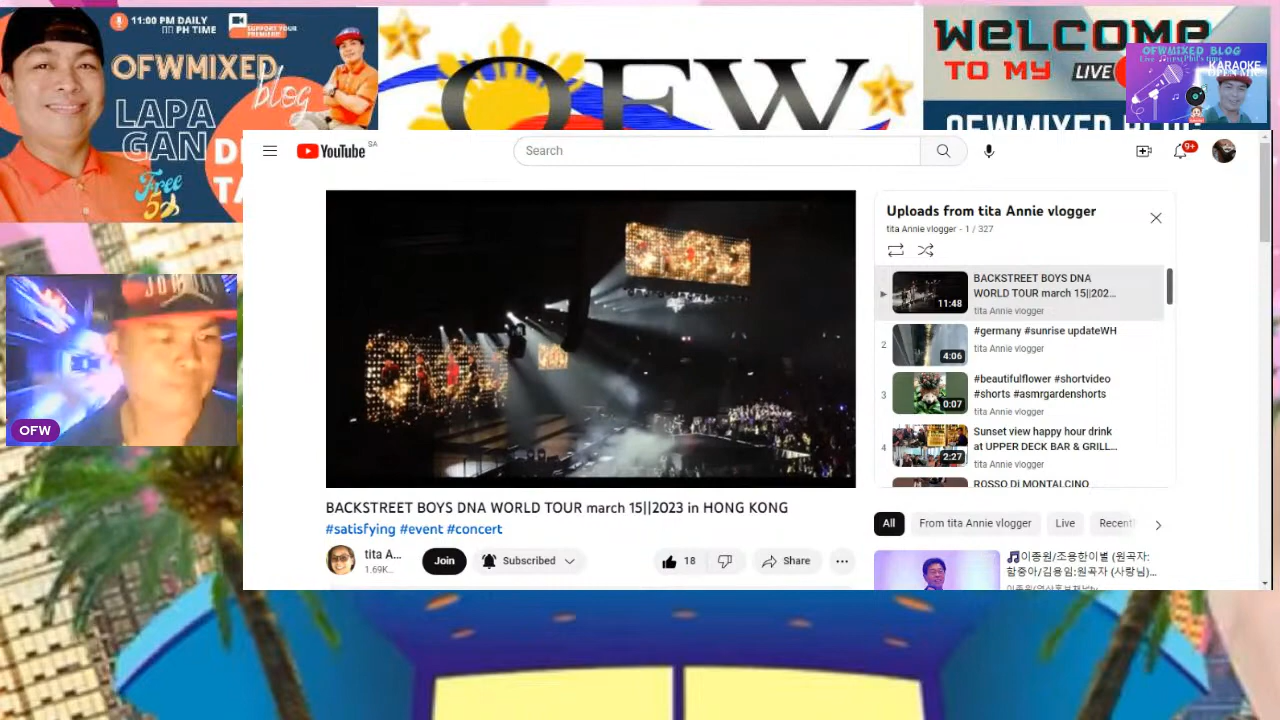 11:00 PM DAILY
PH TIME
SUPPORT YOUR
PREMIERE!
OFWMIXED
blog
LAPA
GAN
Free
OFW
WELCOME
TO MY
LIVE
OFWMIXED BLOG
OFWMIXED BLOG
KARAOKE
OPEN MIC
YouTube
SA
Search
9+
OFW
Uploads from tita Annie vlogger
tita Annie vlogger - 1 / 327
BACKSTREET BOYS DNA
WORLD TOUR march 15||202...
tita Annie vlogger
11:48
2
#germany #sunrise updateWH
tita Annie vlogger
4:06
3
#beautifulflower #shortvideo
#shorts #asmrgardenshorts
tita Annie vlogger
0:07
4
Sunset view happy hour drink
at UPPER DECK BAR & GRILL...
tita Annie vlogger
2:27
ROSSO Di MONTALCINO
BACKSTREET BOYS DNA WORLD TOUR march 15||2023 in HONG KONG
#satisfying #event #concert
tita A...
1.69K...
Join
Subscribed
18
Share
All
From tita Annie vlogger
Live
🎵이종원/조용한이별 (원곡자:
함중아/김용임:원곡자 (사랑님)...